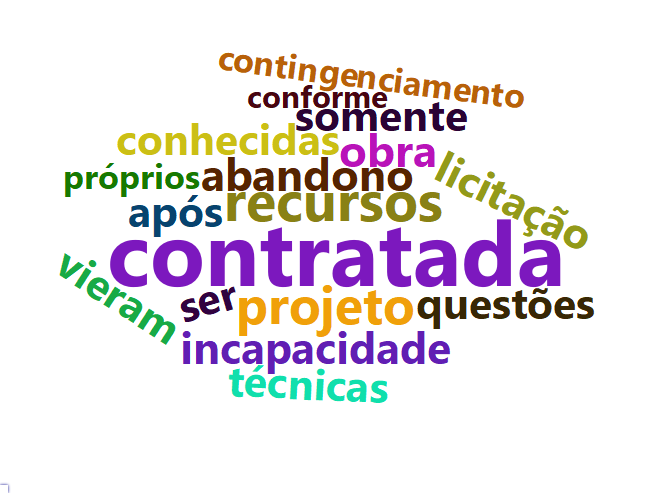 contingenciamento
conforme
somente
conhecidas
obra
licitação
próprios
abandono
recursos
após
contratada
vieram
ser
projeto
questões
incapacidade
técnicas